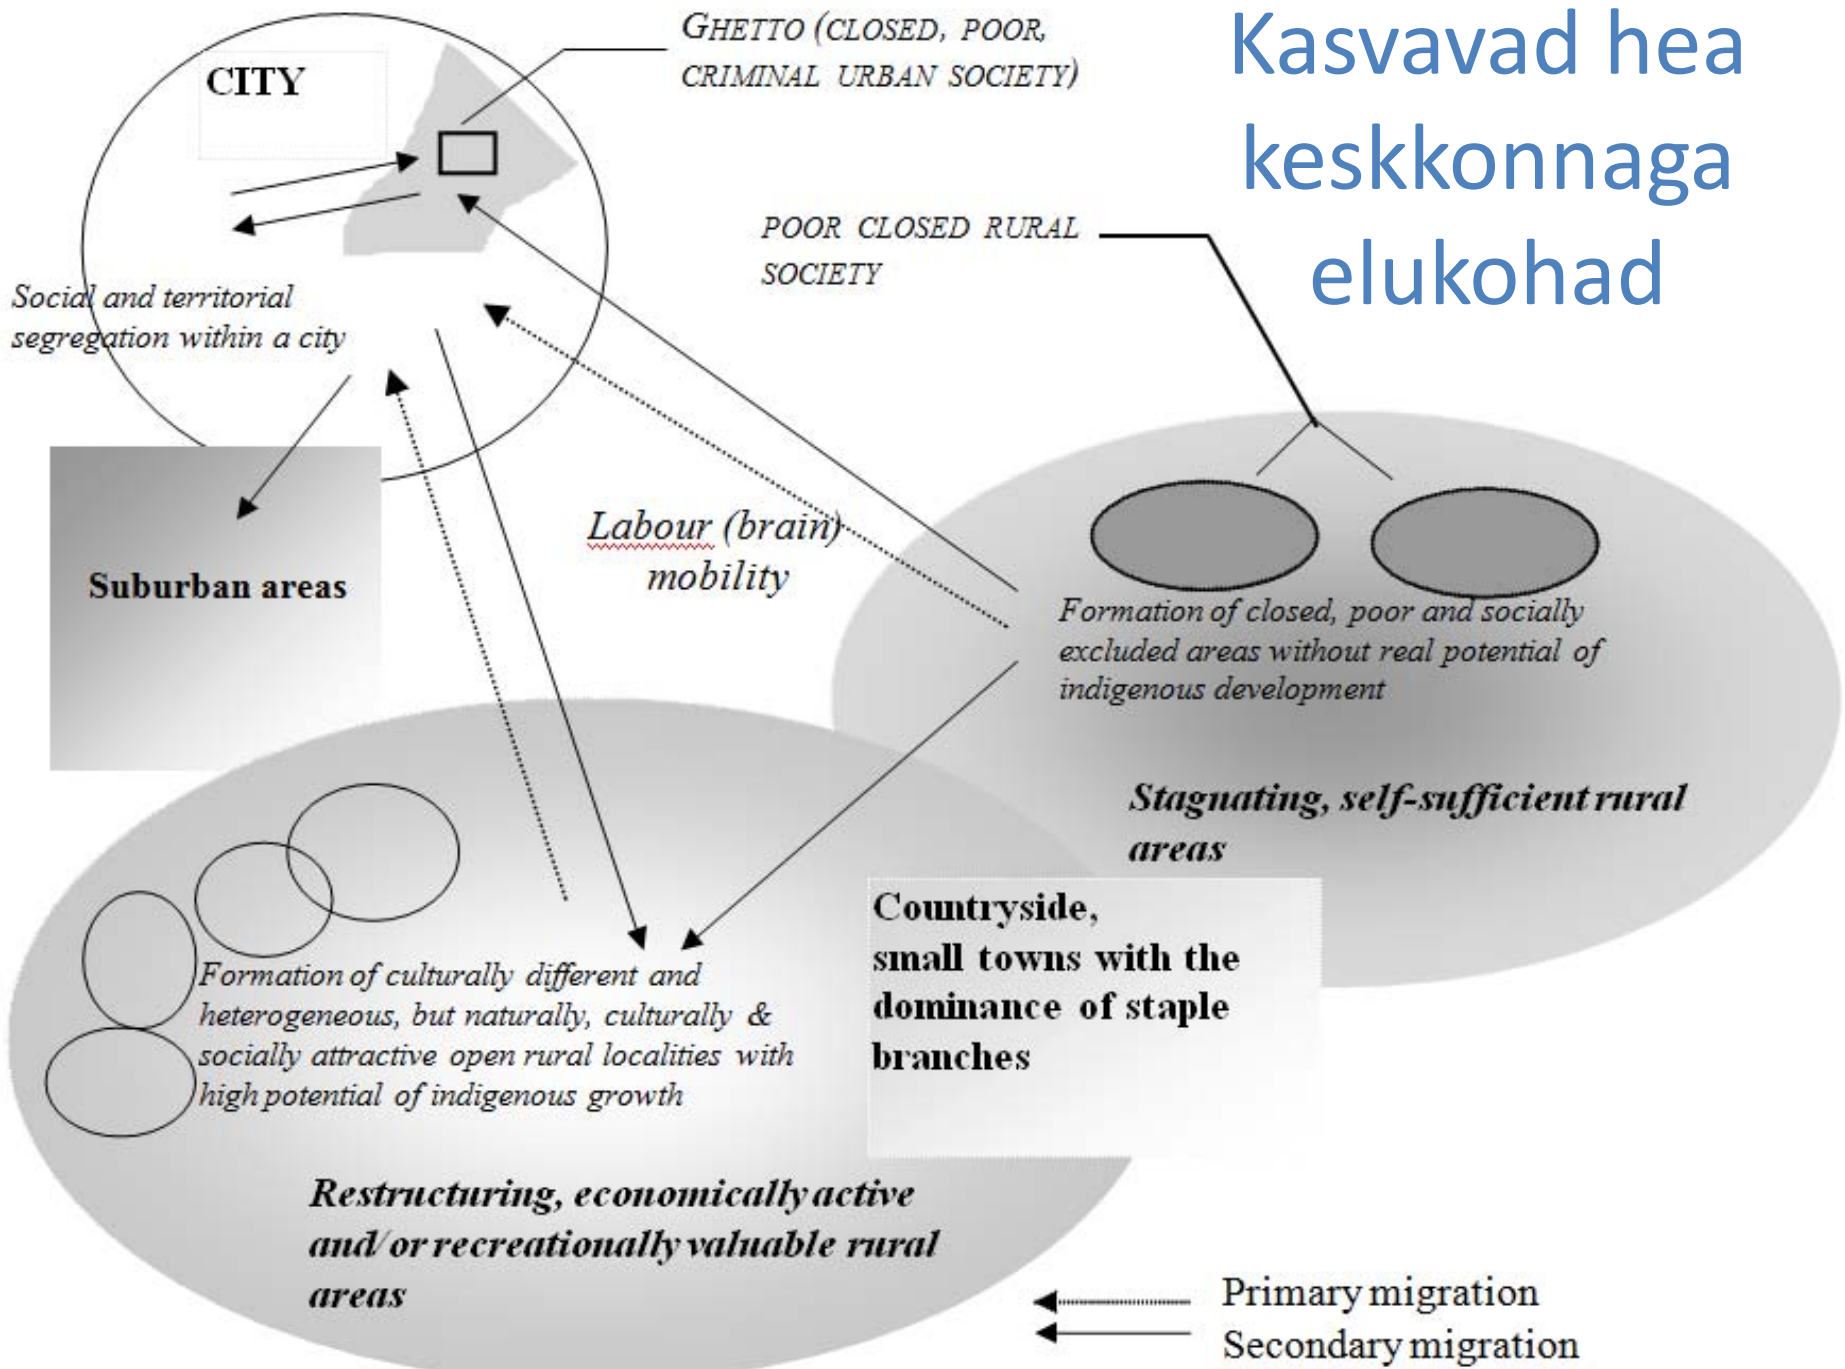 Kasvavad hea
keskkonnaga
elukohad
CITY
GHETTO (CLOSED, POOR,
CRIMINAL URBAN SOCIETY)
POOR CLOSED RURAL
SOCIETY
Social and territorial
segregation within a city
Suburban areas
Labour (brain)
mobility
Formation of closed, poor and socially
excluded areas without real potential of
indigenous development
Stagnating, self-sufficient rural
areas
Countryside,
small towns with the
dominance of staple
branches
Formation of culturally different and
heterogeneous, but naturally, culturally &
socially attractive open rural localities with
high potential of indigenous growth
Restructuring, economically active
and/or recreationally valuable rural
areas
Primary migration
Secondary migration